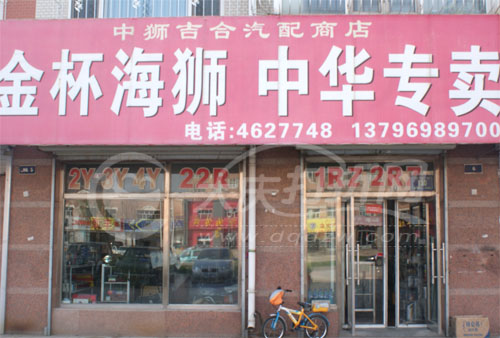 中狮吉合汽配商店
金杯海狮 中华专卖
电话:4627748 13796989700
2Y 3Y 4Y 22R 1RZ 2RZ